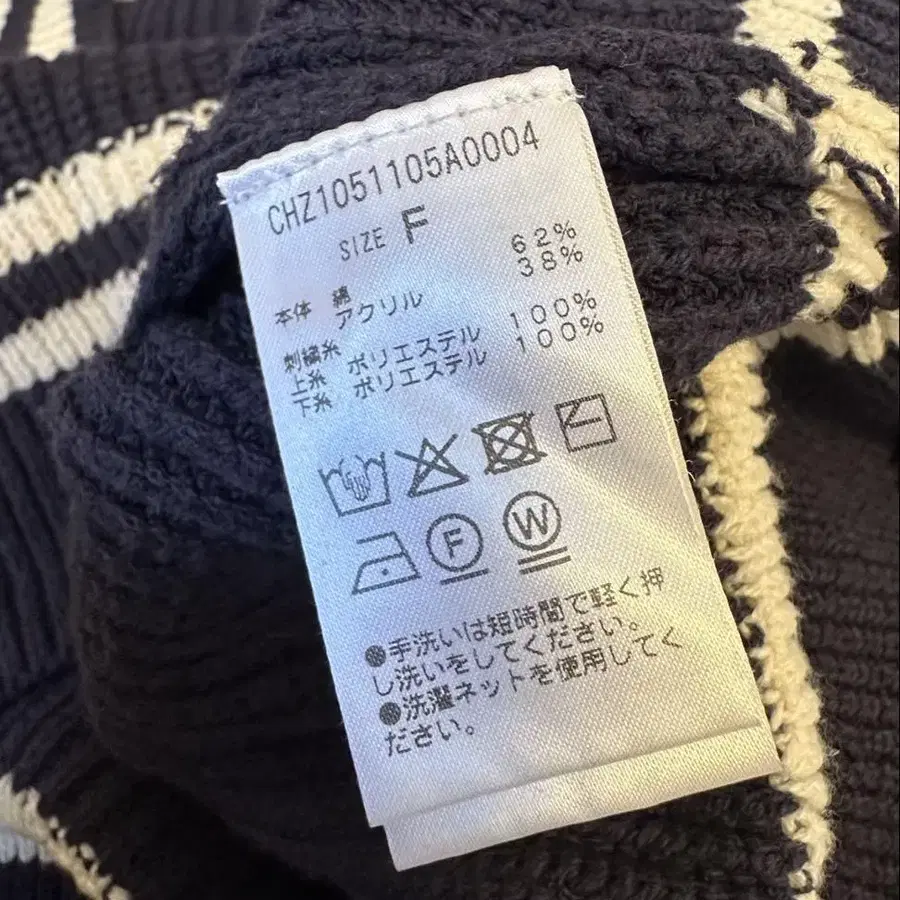 CHZ1051105A0004
SIZE F
本体 綿 62%
アクリル 38%
刺繍糸
上糸 ポリエステル 100%
下糸 ポリエステル 100%
F W
●手洗いは短時間で軽く押
し洗いをしてください。
●洗濯ネットを使用してく
ださい。